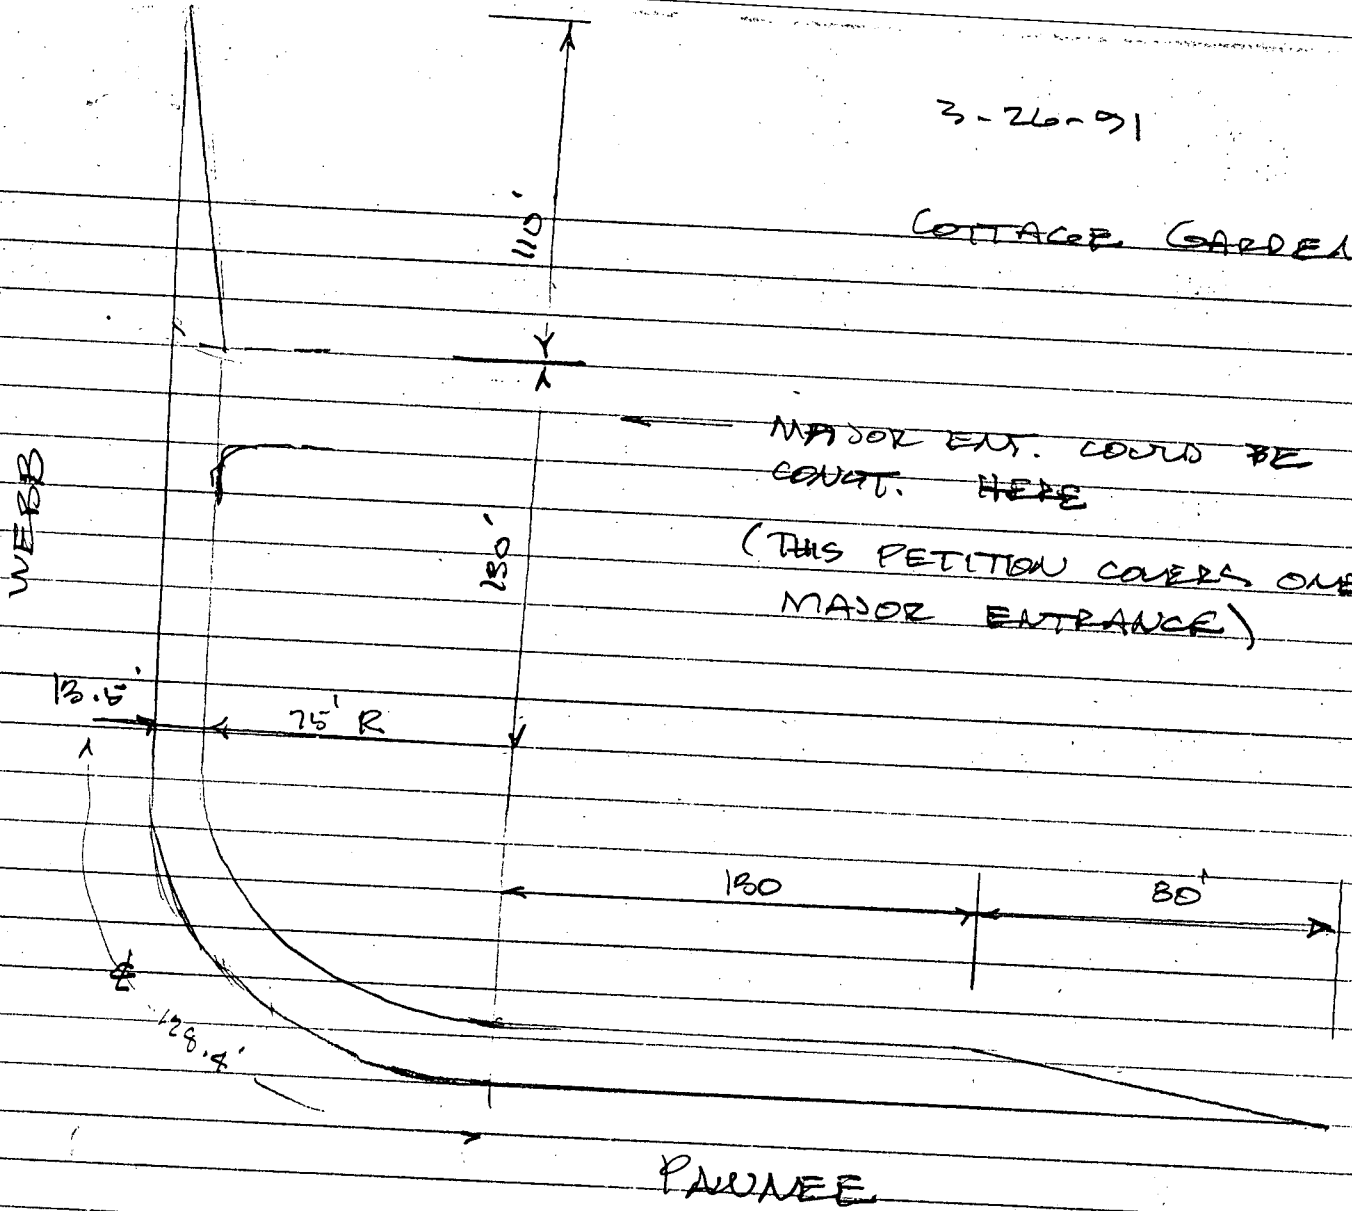 3-26-91
COTTAGE GARDEN
110'
MAJOR ENT. COULD BE
CONST. HERE
(THIS PETITION COVERS ONE
MAJOR ENTRANCE)
WEBB
130'
13.5'
75' R
130
80'
℄
128.4'
PAWNEE